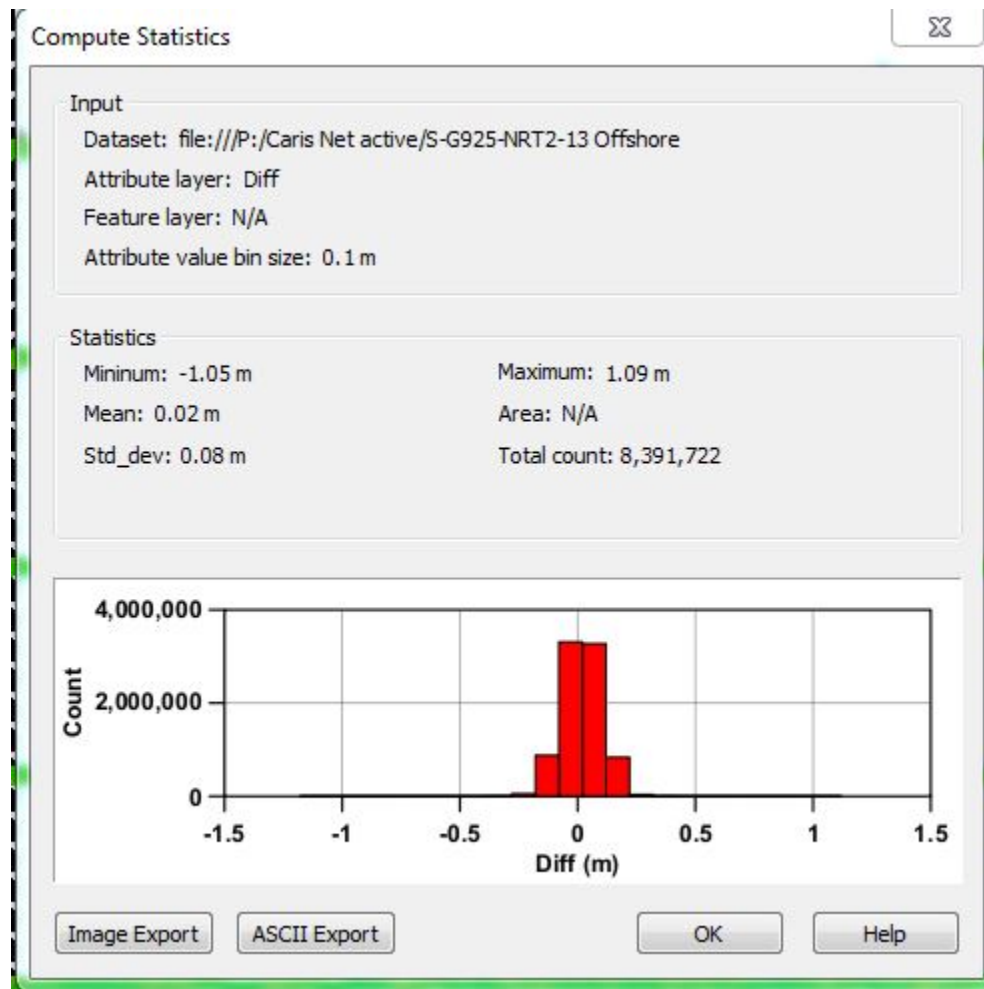 Compute Statistics
Input
Dataset: file:///P:/Caris Net active/S-G925-NRT2-13 Offshore
Attribute layer: Diff
Feature layer: N/A
Attribute value bin size: 0.1 m
Statistics
Mininum: -1.05 m Maximum: 1.09 m
Mean: 0.02 m Area: N/A
Std_dev: 0.08 m Total count: 8,391,722
4,000,000
Count
2,000,000
0
-1.5 -1 -0.5 0 0.5 1 1.5
Diff (m)
Image Export ASCII Export OK Help